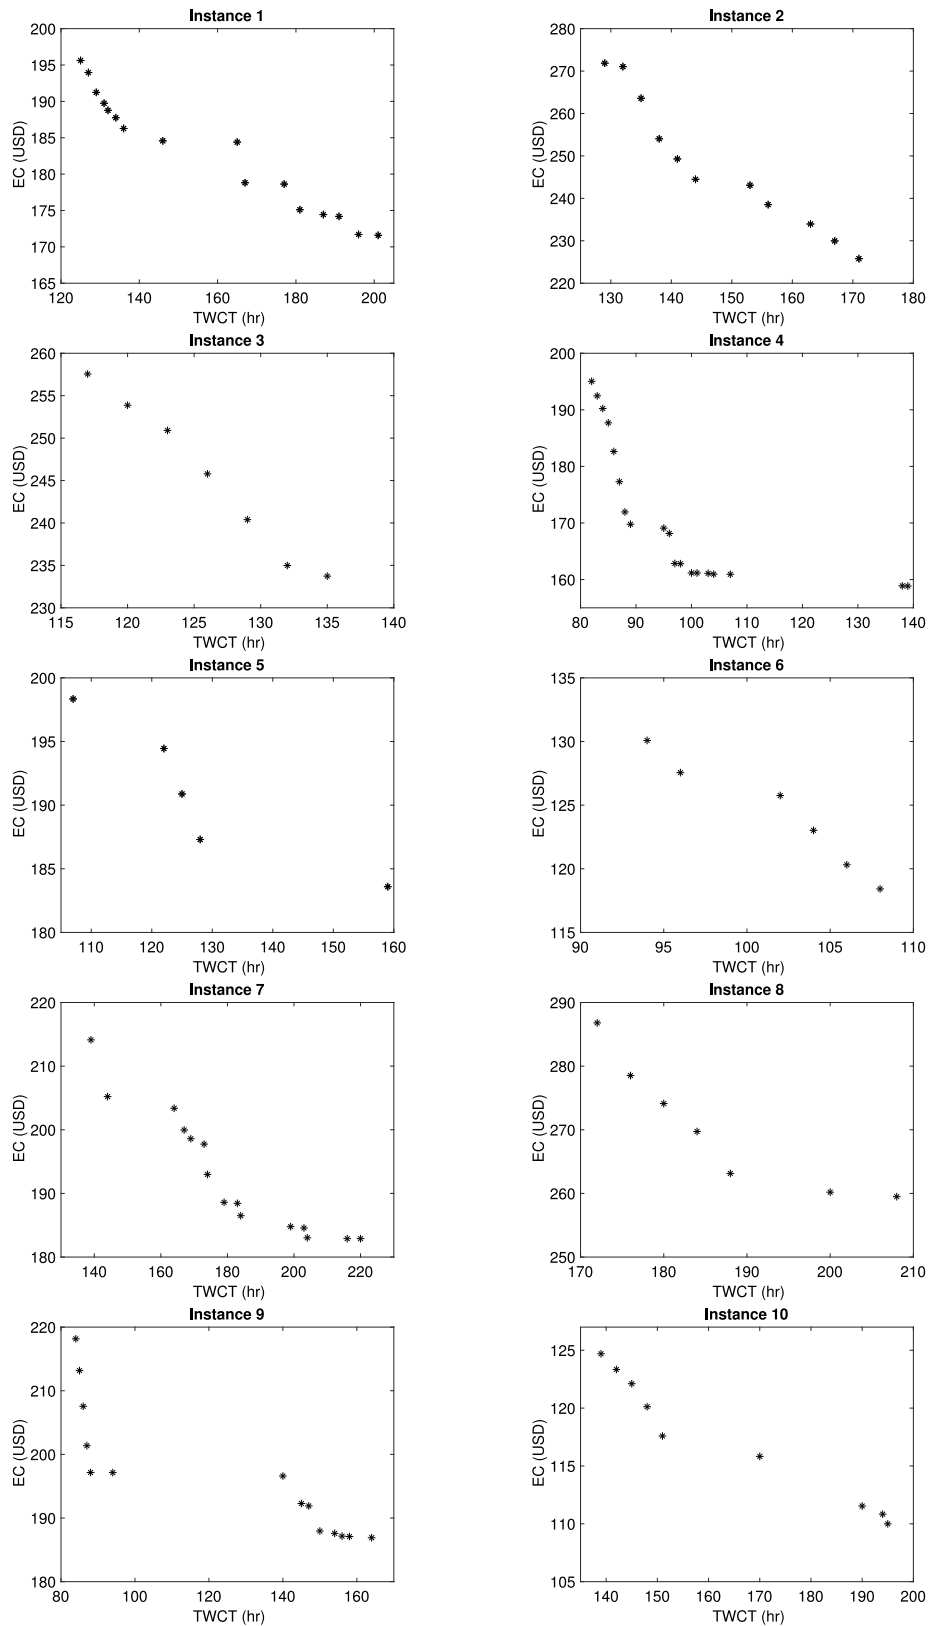 Instance 1
200
195
190
185
180
175
170
165
EC (USD)
120 140 160 180 200
TWCT (hr)
Instance 2
280
270
260
250
240
230
220
EC (USD)
130 140 150 160 170 180
TWCT (hr)
Instance 3
260
255
250
245
240
235
230
EC (USD)
115 120 125 130 135 140
TWCT (hr)
Instance 4
200
190
180
170
160
EC (USD)
80 90 100 110 120 130 140
TWCT (hr)
Instance 5
200
195
190
185
180
EC (USD)
110 120 130 140 150 160
TWCT (hr)
Instance 6
135
130
125
120
115
EC (USD)
90 95 100 105 110
TWCT (hr)
Instance 7
220
210
200
190
180
EC (USD)
140 160 180 200 220
TWCT (hr)
Instance 8
290
280
270
260
250
EC (USD)
170 180 190 200 210
TWCT (hr)
Instance 9
220
210
200
190
180
EC (USD)
80 100 120 140 160
TWCT (hr)
Instance 10
125
120
115
110
105
EC (USD)
140 150 160 170 180 190 200
TWCT (hr)